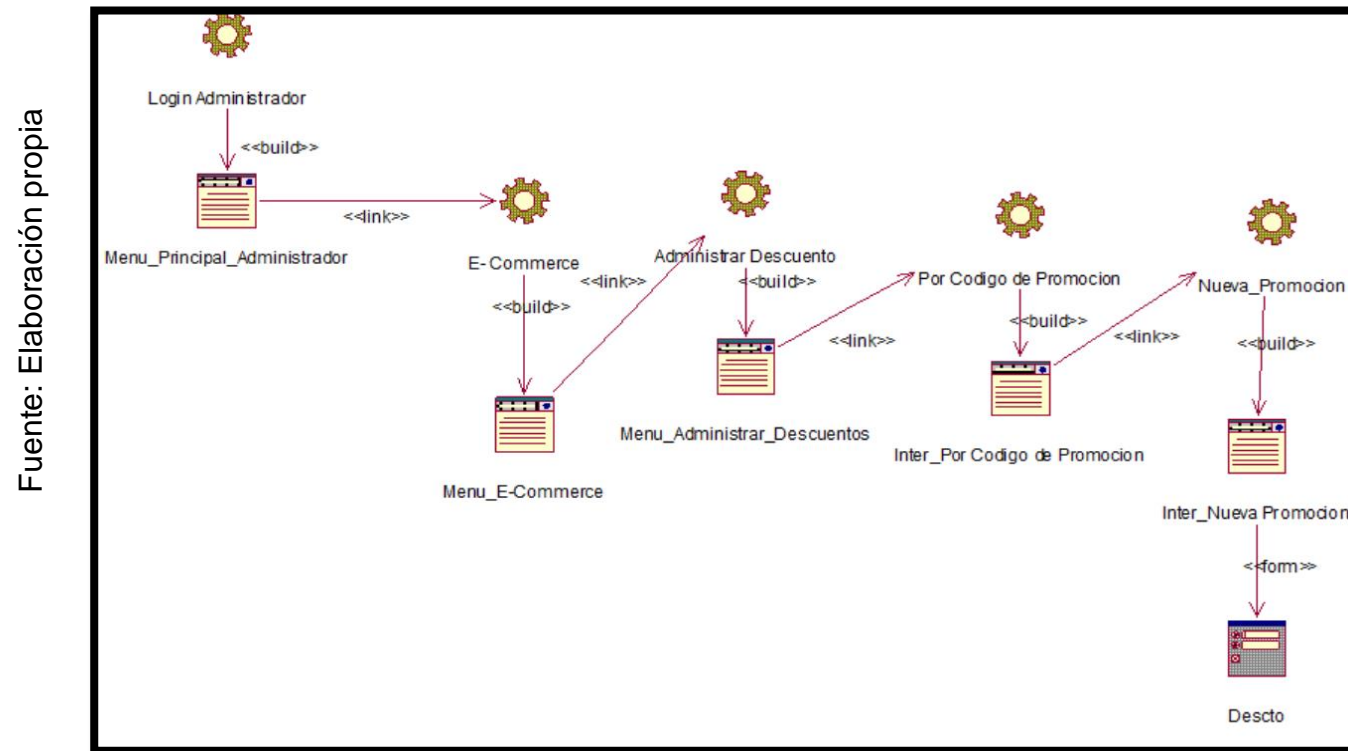 Fuente: Elaboración propia
Login Administrador
<<build>>
Menu_Principal_Administrador
<<link>>
E-Commerce
<<build>>
Menu_E-Commerce
<<link>>
Administrar Descuento
<<build>>
Menu_Administrar_Descuentos
<<link>>
Por Codigo de Promocion
<<build>>
Inter_Por Codigo de Promocion
<<link>>
Nueva_Promocion
<<build>>
Inter_Nueva Promocion
<<form>>
Descto